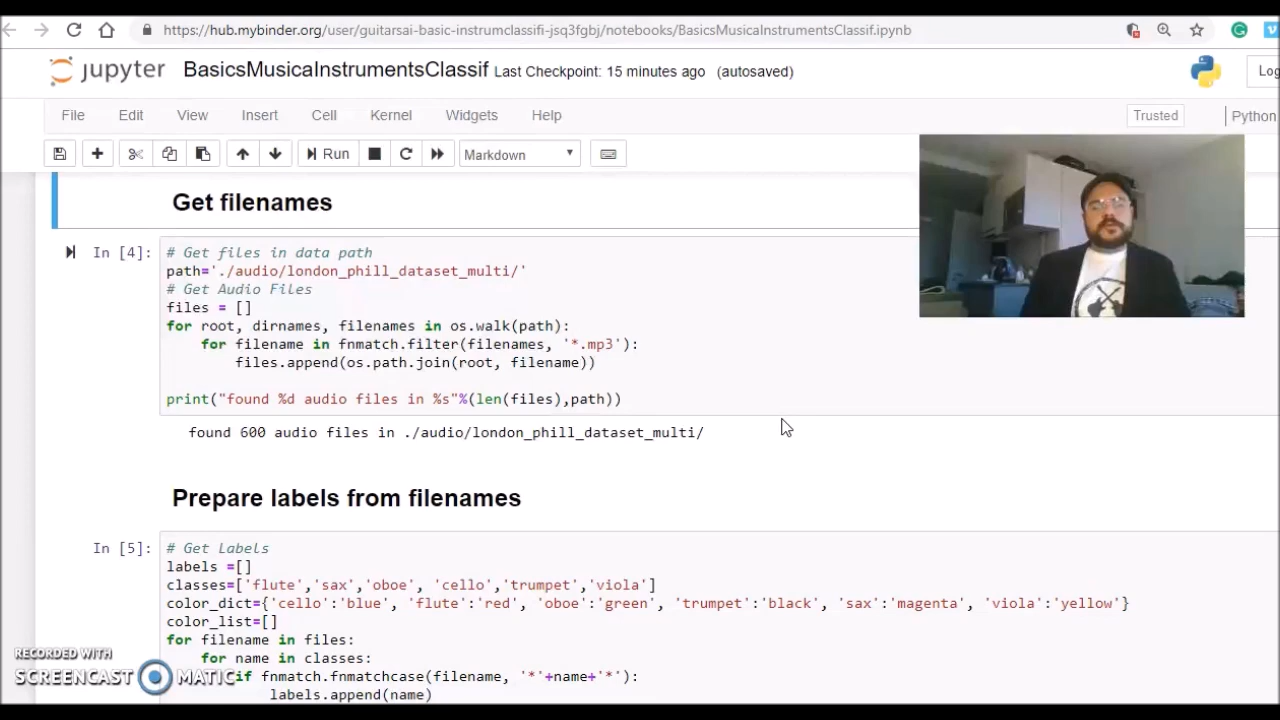 https://hub.mybinder.org/user/guitarsai-basic-instrumclassifi-jsq3fgbj/notebooks/BasicsMusicalInstrumentsClassif.ipynb
jupyter BasicsMusicaInstrumentsClassif Last Checkpoint: 15 minutes ago (autosaved)
Log
File Edit View Insert Cell Kernel Widgets Help Trusted Python
Run Markdown
Get filenames
In [4]: # Get files in data path
path='./audio/london_phill_dataset_multi/'
# Get Audio Files
files = []
for root, dirnames, filenames in os.walk(path):
for filename in fnmatch.filter(filenames, '*.mp3'):
files.append(os.path.join(root, filename))
print("found %d audio files in %s"%(len(files),path))
found 600 audio files in ./audio/london_phill_dataset_multi/
Prepare labels from filenames
In [5]: # Get Labels
labels =[]
classes=['flute','sax','oboe', 'cello','trumpet','viola']
color_dict={'cello':'blue', 'flute':'red', 'oboe':'green', 'trumpet':'black', 'sax':'magenta', 'viola':'yellow'}
color_list=[]
for filename in files:
for name in classes:
if fnmatch.fnmatchcase(filename, '*'+name+'*'):
labels.append(name)
RECORDED WITH
SCREENCAST MATIC